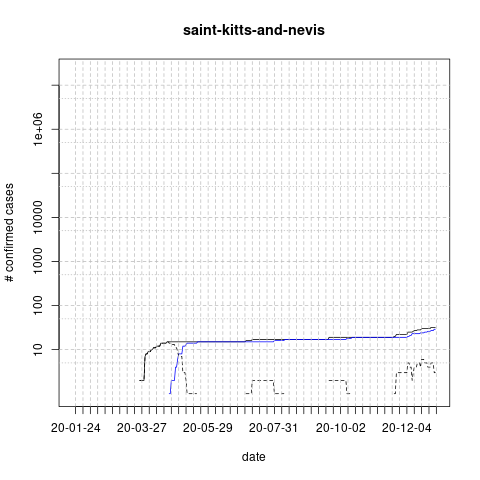 saint-kitts-and-nevis
# confirmed cases
1e+06
10000
1000
100
10
20-01-24 20-03-27 20-05-29 20-07-31 20-10-02 20-12-04
date